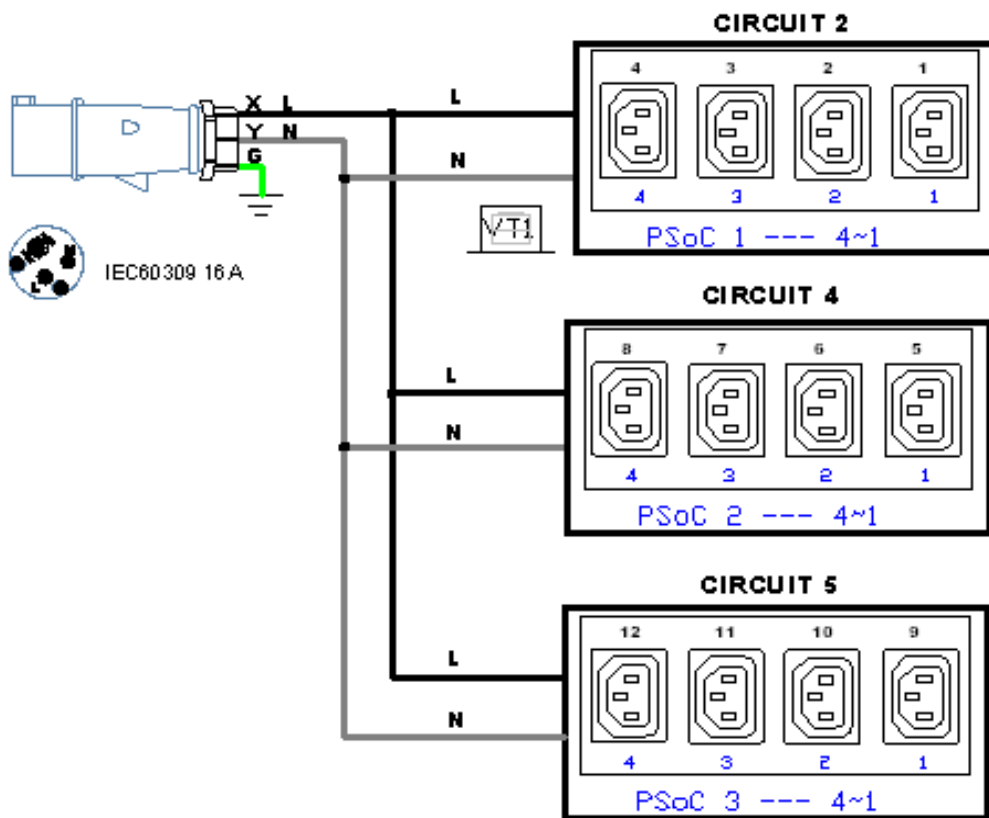 CIRCUIT 2
4 3 2 1
X L L
Y N
G N
4 3 2 1
PSoC 1 --- 4~1
VT1
IEC60309 16A
L
CIRCUIT 4
8 7 6 5
L
N
4 3 2 1
PSoC 2 --- 4~1
CIRCUIT 5
12 11 10 9
L
N
4 3 2 1
PSoC 3 --- 4~1